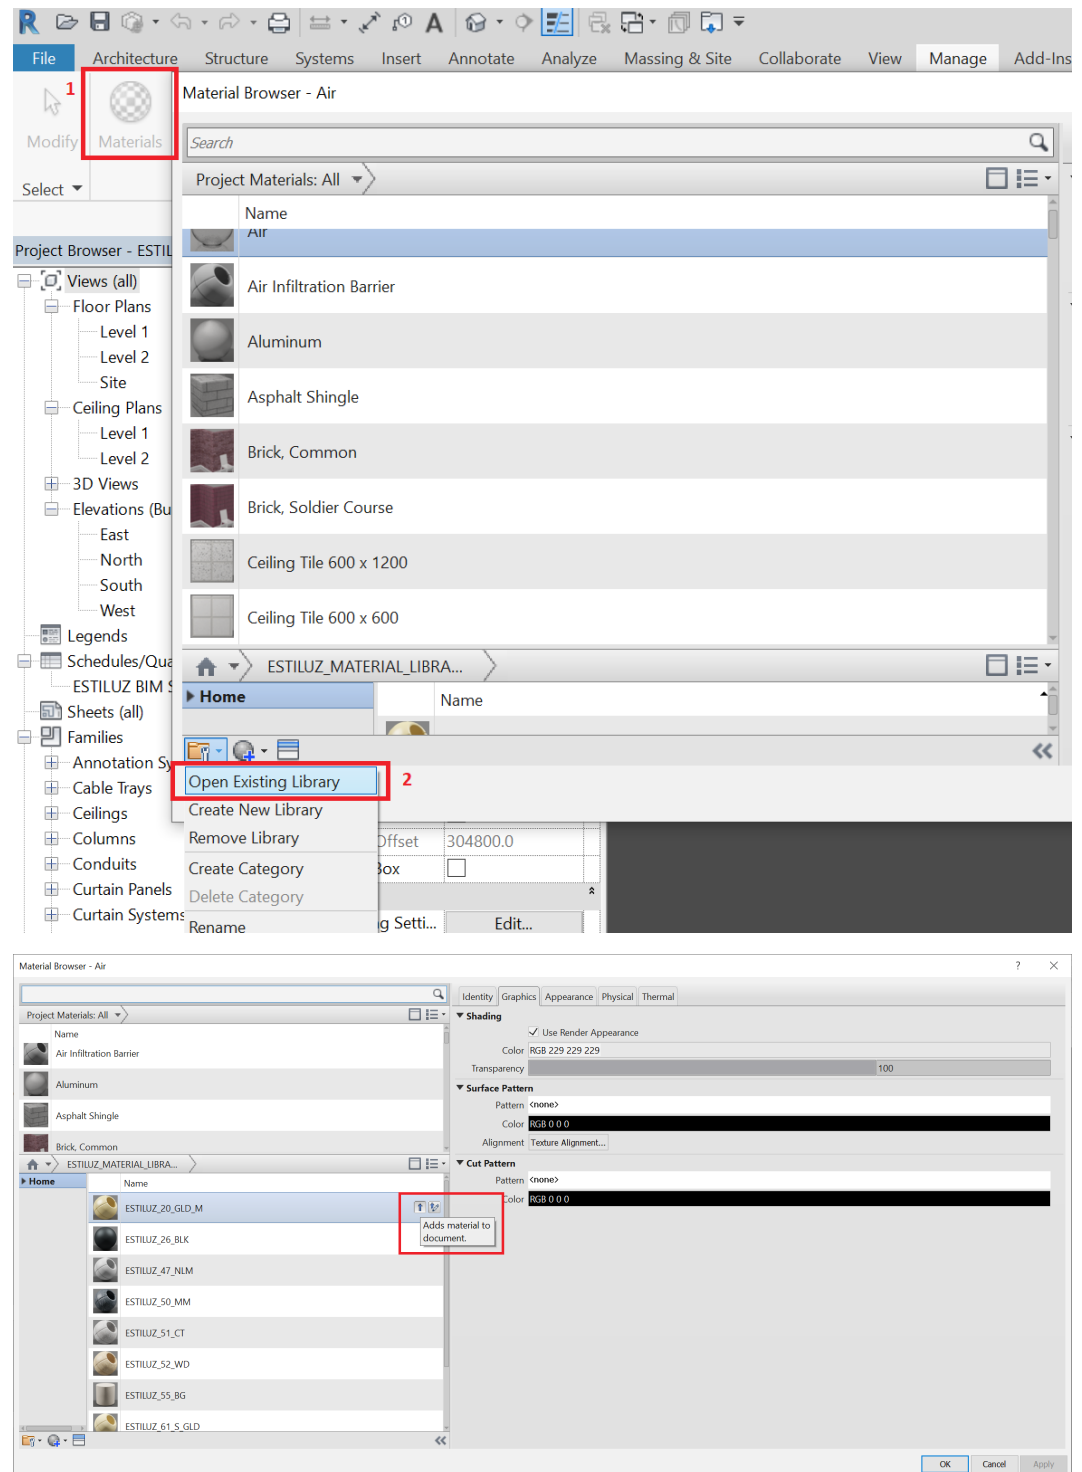 File Architecture Structure Systems Insert Annotate Analyze Massing & Site Collaborate View Manage Add-Ins
1
Modify Materials
Select
Material Browser - Air
Search
Project Materials: All
Name
Air
Air Infiltration Barrier
Aluminum
Asphalt Shingle
Brick, Common
Brick, Soldier Course
Ceiling Tile 600 x 1200
Ceiling Tile 600 x 600
ESTILUZ_MATERIAL_LIBRA...
Home
Name
Open Existing Library
2
Create New Library
Remove Library
Create Category
Delete Category
Rename
Offset 304800.0
Box
g Setti... Edit...
Project Browser - ESTIL
Views (all)
Floor Plans
Level 1
Level 2
Site
Ceiling Plans
Level 1
Level 2
3D Views
Elevations (Bu
East
North
South
West
Legends
Schedules/Qua
ESTILUZ BIM S
Sheets (all)
Families
Annotation Sy
Cable Trays
Ceilings
Columns
Conduits
Curtain Panels
Curtain Systems
Material Browser - Air
?
Project Materials: All
Name
Air Infiltration Barrier
Aluminum
Asphalt Shingle
Brick, Common
ESTILUZ_MATERIAL_LIBRA...
Home
Name
ESTILUZ_20_GLD_M
ESTILUZ_26_BLK
ESTILUZ_47_NLM
ESTILUZ_50_MM
ESTILUZ_51_CT
ESTILUZ_52_WD
ESTILUZ_55_BG
ESTILUZ_61_S_GLD
Adds material to
document.
Identity Graphics Appearance Physical Thermal
Shading
Use Render Appearance
Color RGB 229 229 229
Transparency 100
Surface Pattern
Pattern <none>
Color RGB 0 0 0
Alignment Texture Alignment...
Cut Pattern
Pattern <none>
Color RGB 0 0 0
OK Cancel Apply